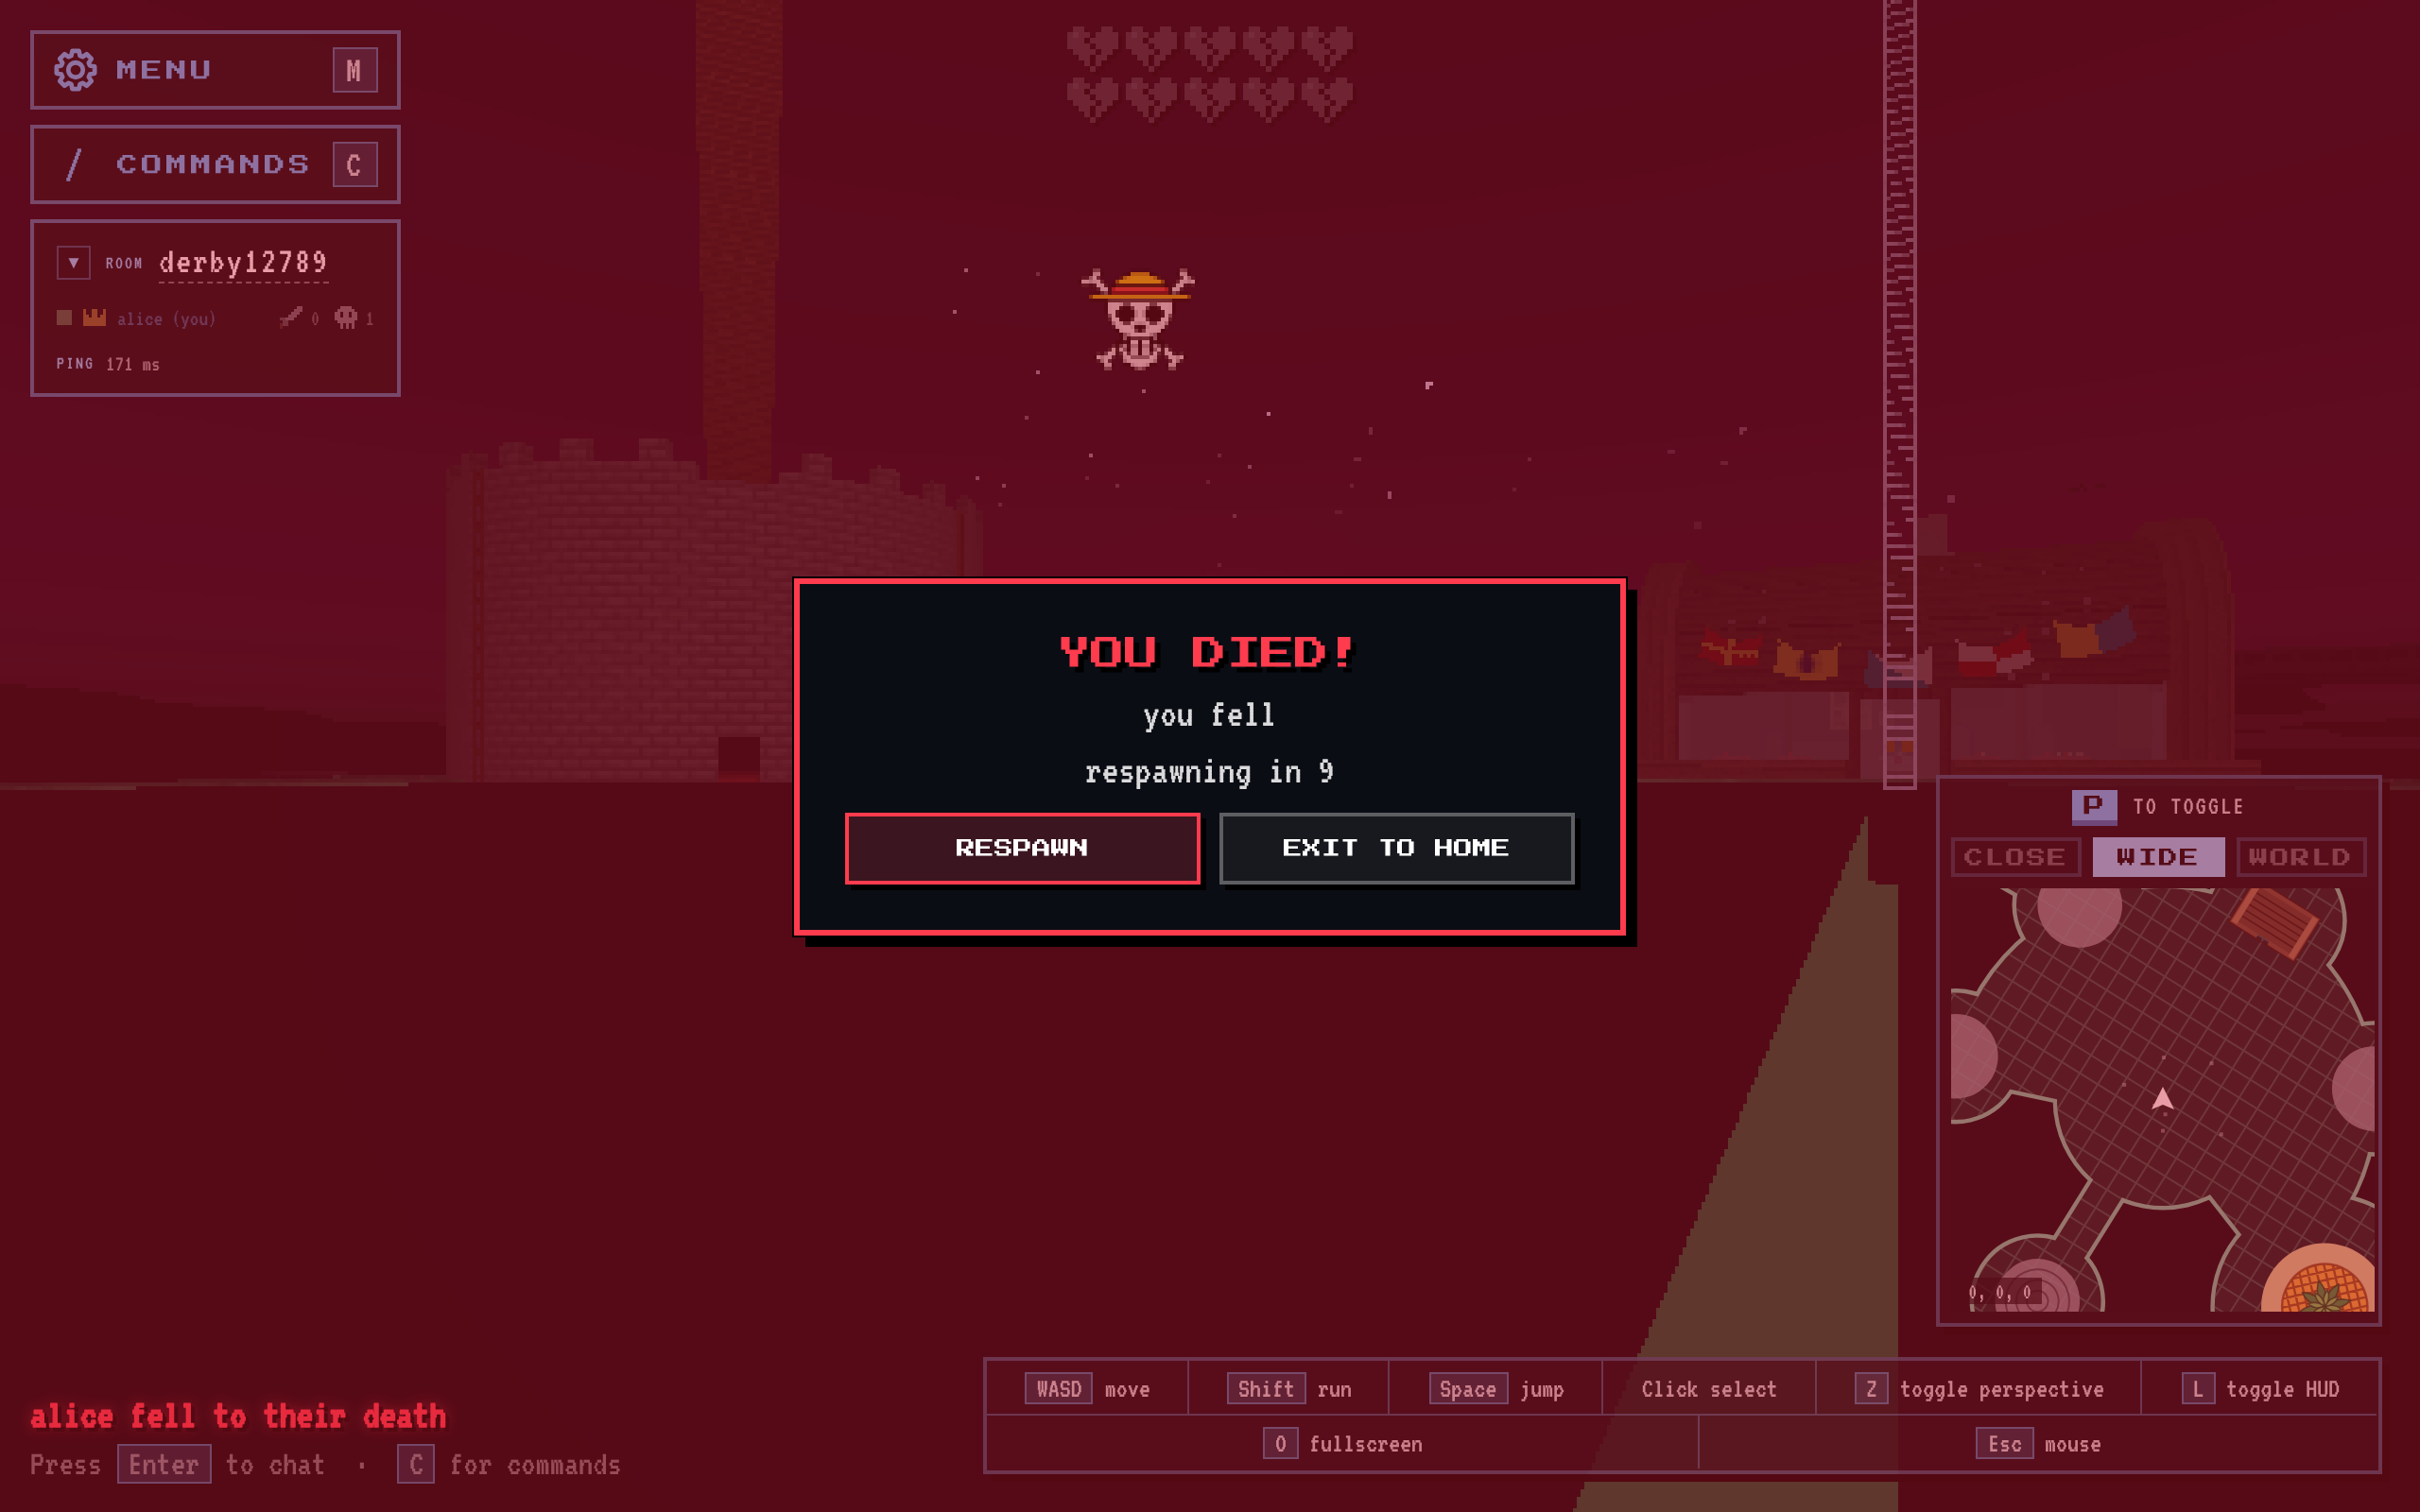 MENU M
/ COMMANDS C
▼ ROOM derby12789
alice (you) 0 1
PING 171 ms
YOU DIED!
you fell
respawning in 9
RESPAWN EXIT TO HOME
P TO TOGGLE
CLOSE WIDE WORLD
0, 0, 0
alice fell to their death
Press Enter to chat · C for commands
WASD move Shift run Space jump Click select Z toggle perspective L toggle HUD
O fullscreen Esc mouse